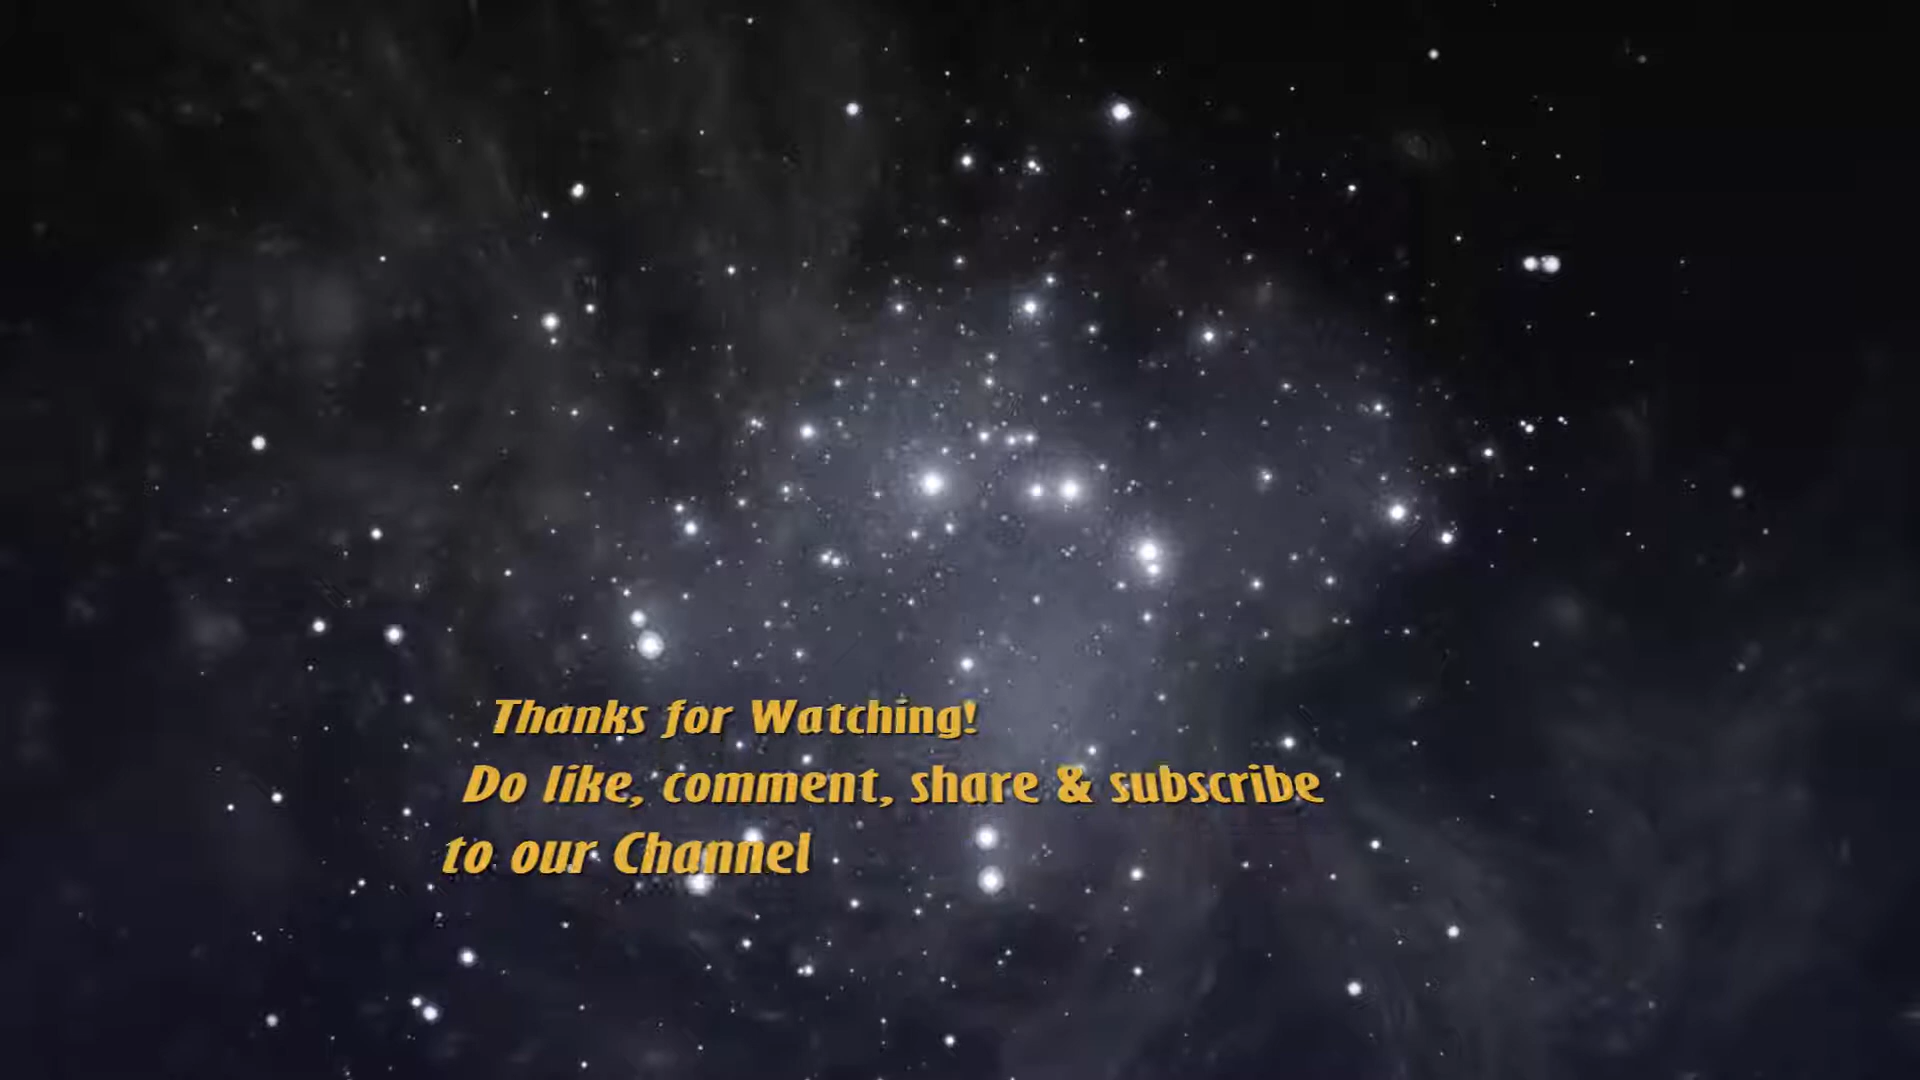 Thanks for Watching!
Do like, comment, share & subscribe
to our Channel